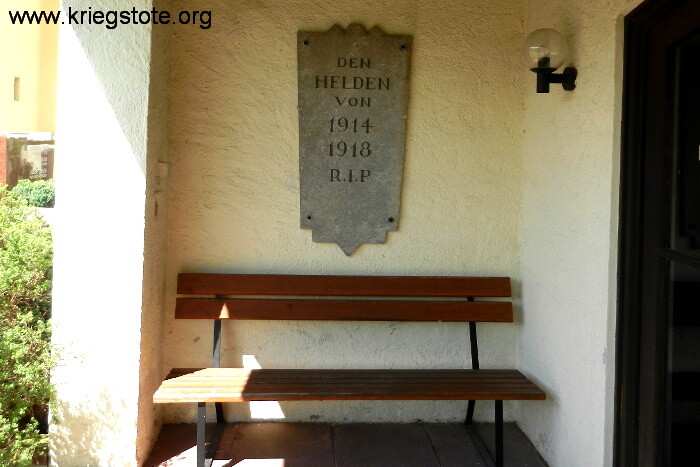 www.kriegstote.org
DEN
HELDEN
VON
1914
1918
R.I.P